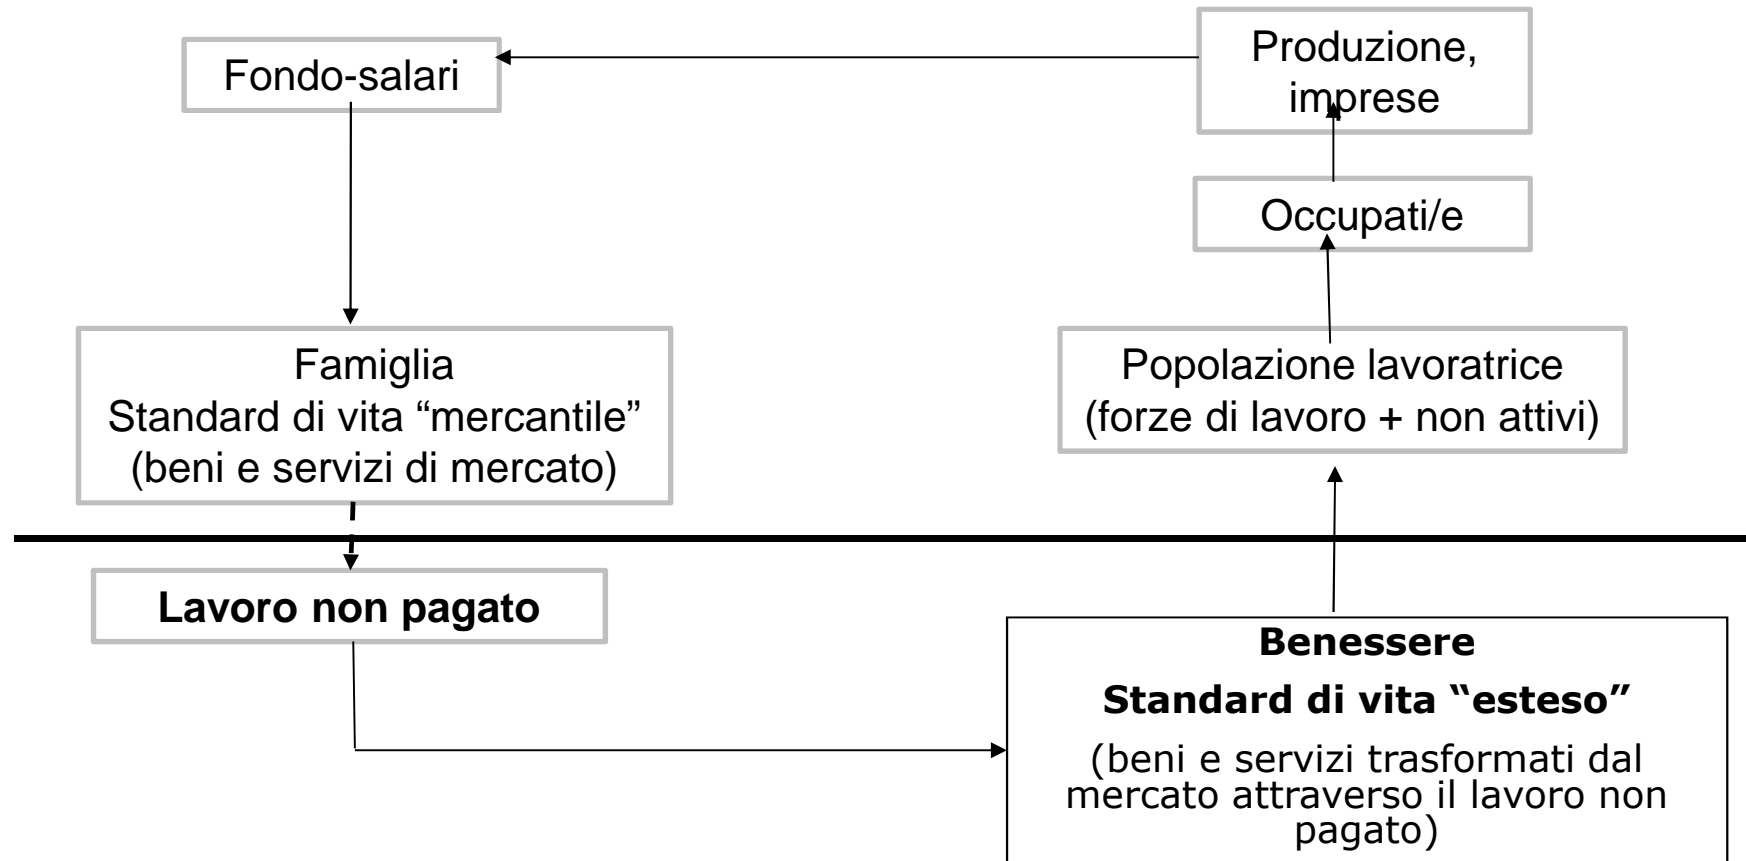 Fondo-salari
Produzione,
imprese
Occupati/e
Famiglia
Standard di vita “mercantile”
(beni e servizi di mercato)
Popolazione lavoratrice
(forze di lavoro + non attivi)
Lavoro non pagato
Benessere
Standard di vita “esteso”
(beni e servizi trasformati dal
mercato attraverso il lavoro non
pagato)